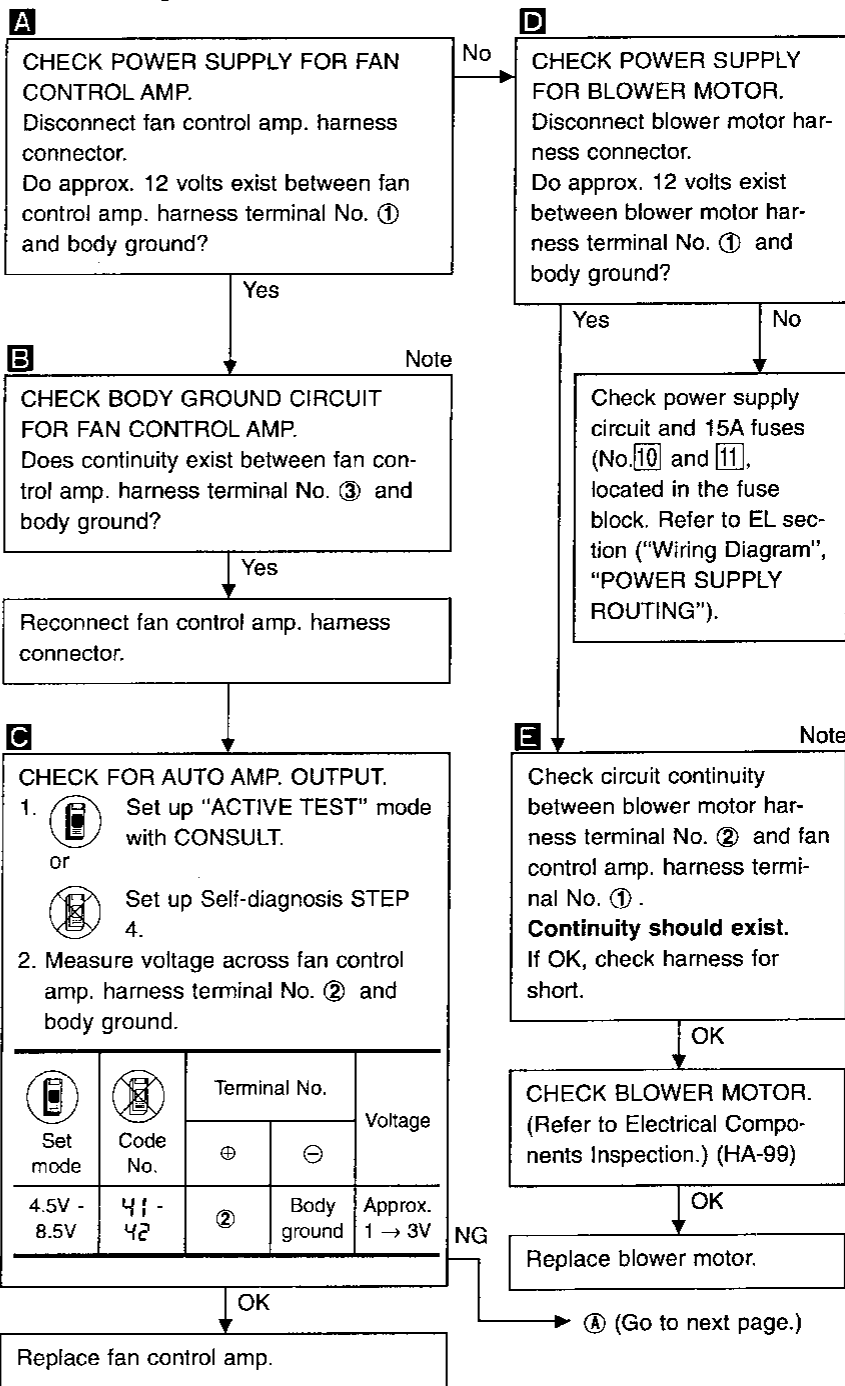 A
CHECK POWER SUPPLY FOR FAN
CONTROL AMP.
Disconnect fan control amp. harness
connector.
Do approx. 12 volts exist between fan
control amp. harness terminal No. ①
and body ground?
No
D
CHECK POWER SUPPLY
FOR BLOWER MOTOR.
Disconnect blower motor har-
ness connector.
Do approx. 12 volts exist
between blower motor har-
ness terminal No. ① and
body ground?
Yes
Yes
No
B
Note
CHECK BODY GROUND CIRCUIT
FOR FAN CONTROL AMP.
Does continuity exist between fan con-
trol amp. harness terminal No. ③ and
body ground?
Check power supply
circuit and 15A fuses
(No. 10 and 11,
located in the fuse
block. Refer to EL sec-
tion ("Wiring Diagram",
"POWER SUPPLY
ROUTING").
Yes
Reconnect fan control amp. harness
connector.
C
CHECK FOR AUTO AMP. OUTPUT.
1. Set up "ACTIVE TEST" mode
with CONSULT.
or
Set up Self-diagnosis STEP
4.
2. Measure voltage across fan control
amp. harness terminal No. ② and
body ground.
Set
mode
Code
No.
Terminal No.
⊕
⊖
Voltage
4.5V -
8.5V
41 -
42
②
Body
ground
Approx.
1 → 3V
NG
OK
Replace fan control amp.
E
Note
Check circuit continuity
between blower motor har-
ness terminal No. ② and fan
control amp. harness termi-
nal No. ① .
Continuity should exist.
If OK, check harness for
short.
OK
CHECK BLOWER MOTOR.
(Refer to Electrical Compo-
nents Inspection.) (HA-99)
OK
Replace blower motor.
Ⓐ (Go to next page.)